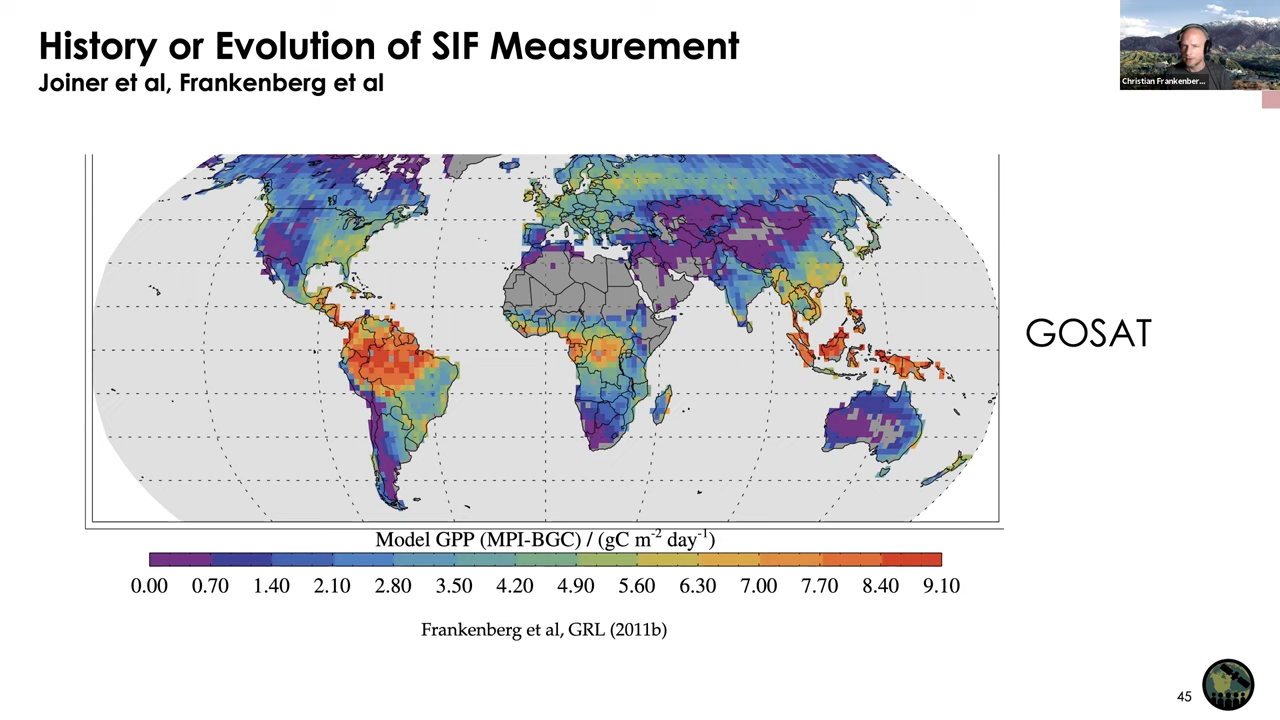 History or Evolution of SIF Measurement
Joiner et al, Frankenberg et al
Christian Frankenber...
GOSAT
Model GPP (MPI-BGC) / (gC m⁻² day⁻¹)
0.00 0.70 1.40 2.10 2.80 3.50 4.20 4.90 5.60 6.30 7.00 7.70 8.40 9.10
Frankenberg et al, GRL (2011b)
45